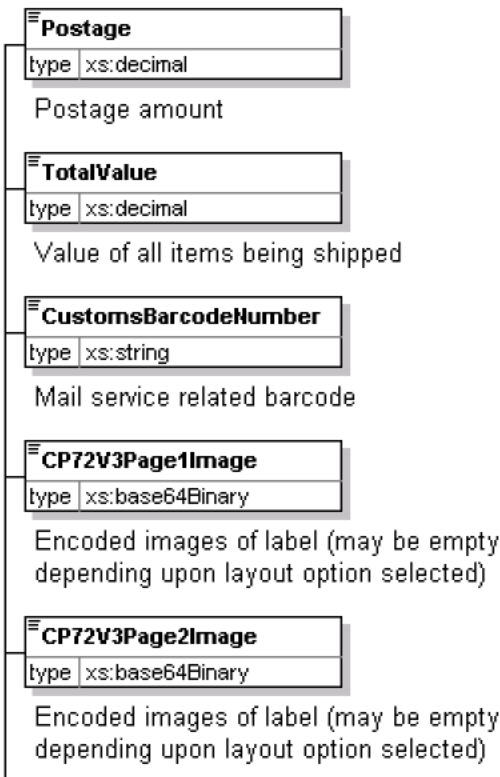 Postage
type xs:decimal
Postage amount
TotalValue
type xs:decimal
Value of all items being shipped
CustomsBarcodeNumber
type xs:string
Mail service related barcode
CP72V3Page1Image
type xs:base64Binary
Encoded images of label (may be empty
depending upon layout option selected)
CP72V3Page2Image
type xs:base64Binary
Encoded images of label (may be empty
depending upon layout option selected)